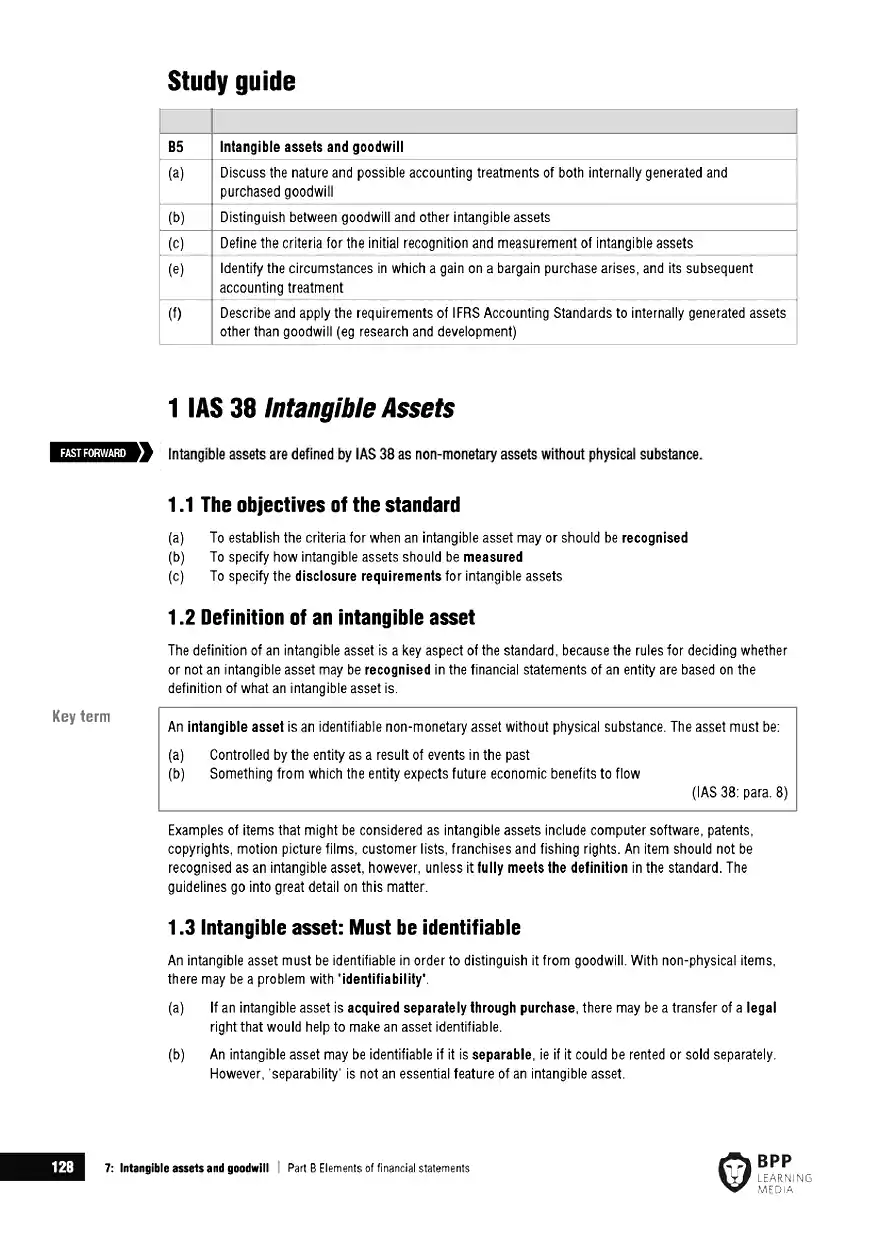 Study guide
B5 Intangible assets and goodwill
(a) Discuss the nature and possible accounting treatments of both internally generated and
purchased goodwill
(b) Distinguish between goodwill and other intangible assets
(c) Define the criteria for the initial recognition and measurement of intangible assets
(e) Identify the circumstances in which a gain on a bargain purchase arises, and its subsequent
accounting treatment
(f) Describe and apply the requirements of IFRS Accounting Standards to internally generated assets
other than goodwill (eg research and development)
1 IAS 38 Intangible Assets
FAST FORWARD
Intangible assets are defined by IAS 38 as non-monetary assets without physical substance.
1.1 The objectives of the standard
(a) To establish the criteria for when an intangible asset may or should be recognised
(b) To specify how intangible assets should be measured
(c) To specify the disclosure requirements for intangible assets
1.2 Definition of an intangible asset
The definition of an intangible asset is a key aspect of the standard, because the rules for deciding whether
or not an intangible asset may be recognised in the financial statements of an entity are based on the
definition of what an intangible asset is.
Key term
An intangible asset is an identifiable non-monetary asset without physical substance. The asset must be:
(a) Controlled by the entity as a result of events in the past
(b) Something from which the entity expects future economic benefits to flow
(IAS 38: para. 8)
Examples of items that might be considered as intangible assets include computer software, patents,
copyrights, motion picture films, customer lists, franchises and fishing rights. An item should not be
recognised as an intangible asset, however, unless it fully meets the definition in the standard. The
guidelines go into great detail on this matter.
1.3 Intangible asset: Must be identifiable
An intangible asset must be identifiable in order to distinguish it from goodwill. With non-physical items,
there may be a problem with 'identifiability'.
(a) If an intangible asset is acquired separately through purchase, there may be a transfer of a legal
right that would help to make an asset identifiable.
(b) An intangible asset may be identifiable if it is separable, ie if it could be rented or sold separately.
However, 'separability' is not an essential feature of an intangible asset.
128 7: Intangible assets and goodwill | Part B Elements of financial statements
BPP
LEARNING
MEDIA